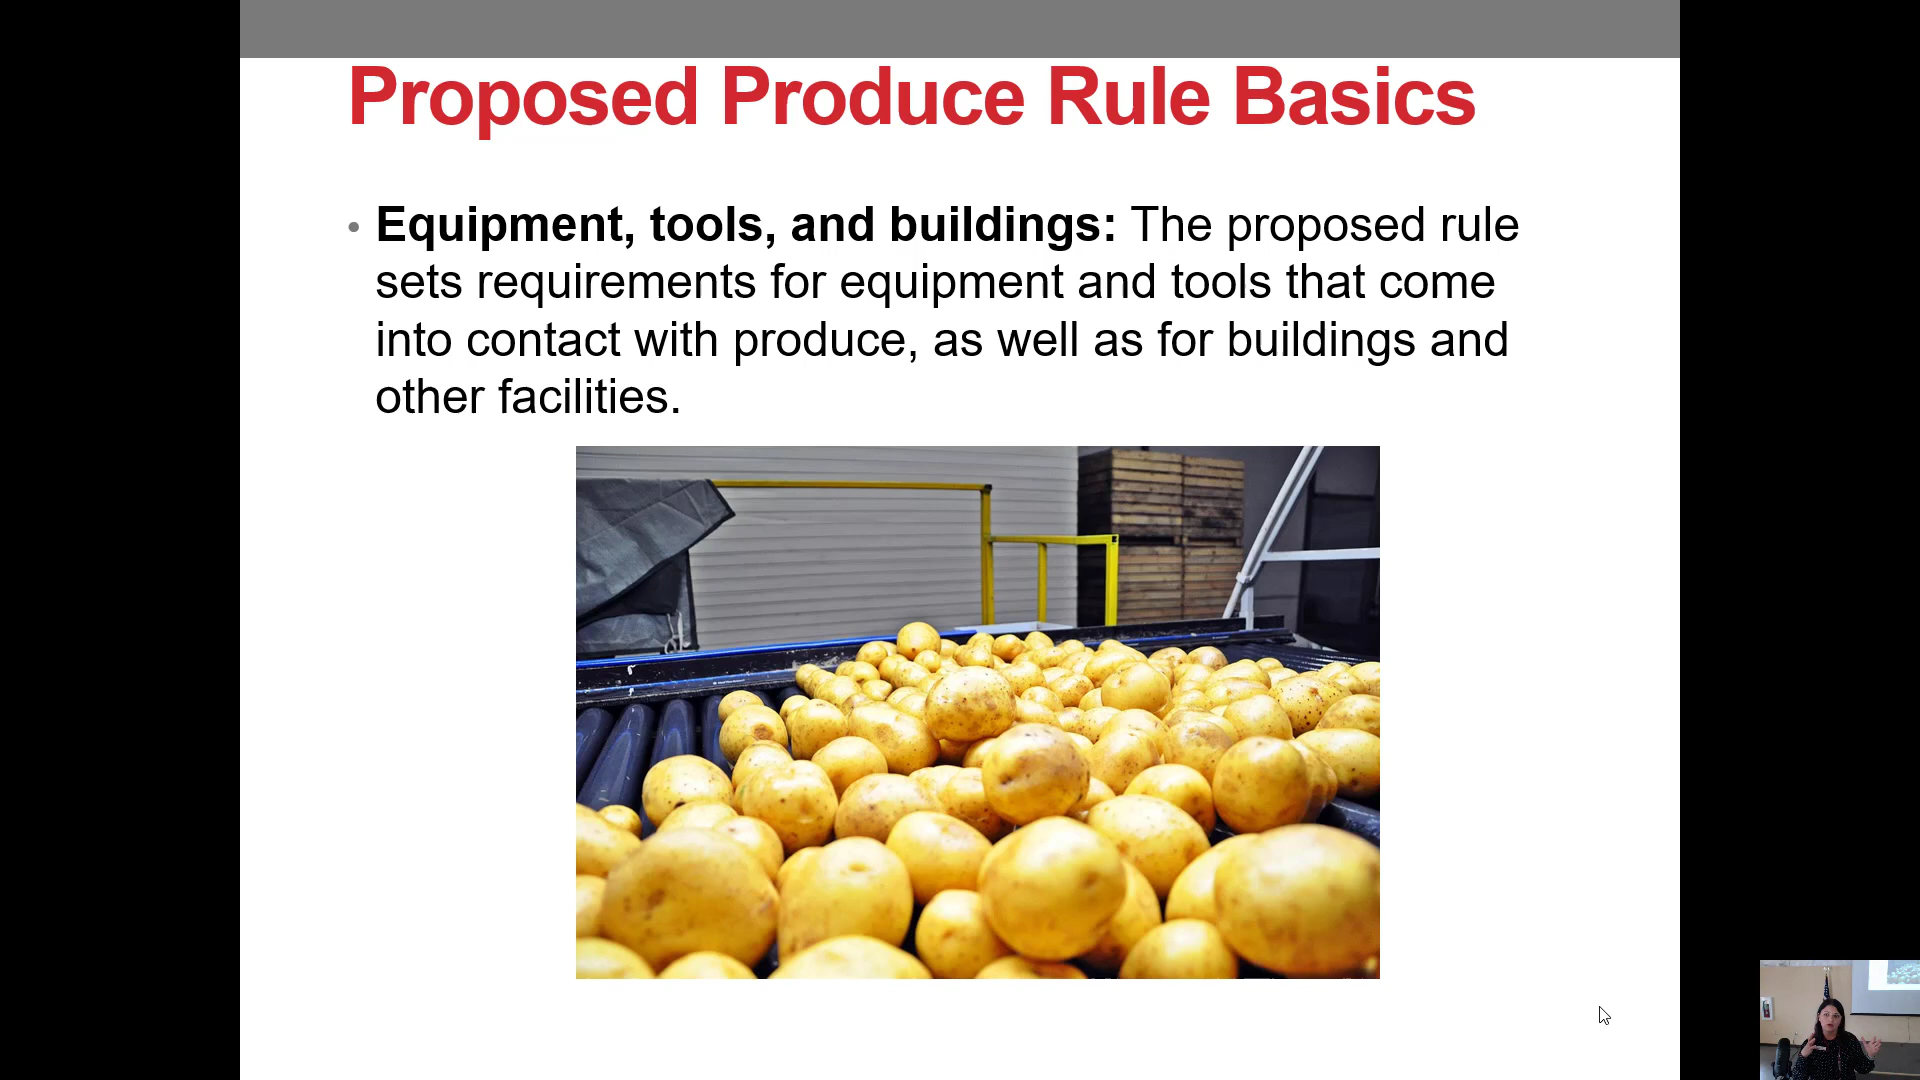 Proposed Produce Rule Basics
• Equipment, tools, and buildings: The proposed rule
sets requirements for equipment and tools that come
into contact with produce, as well as for buildings and
other facilities.